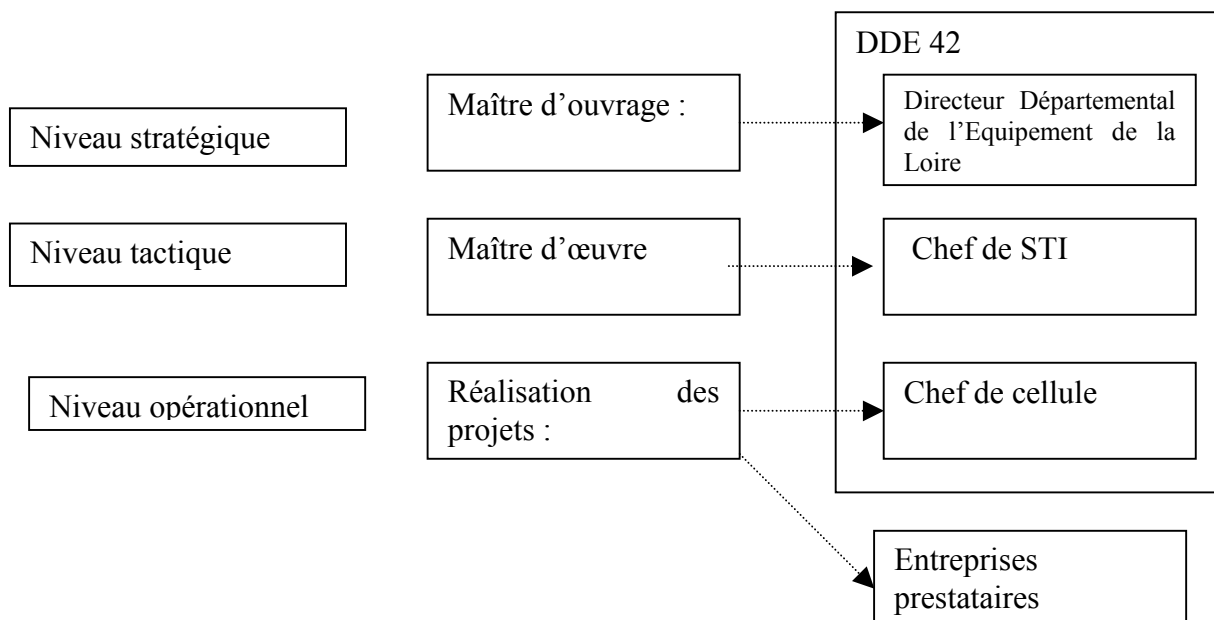 DDE 42
Niveau stratégique
Maître d’ouvrage :
Directeur Départemental
de l’Equipement de la
Loire
Niveau tactique
Maître d’œuvre
Chef de STI
Niveau opérationnel
Réalisation des
projets :
Chef de cellule
Entreprises
prestataires